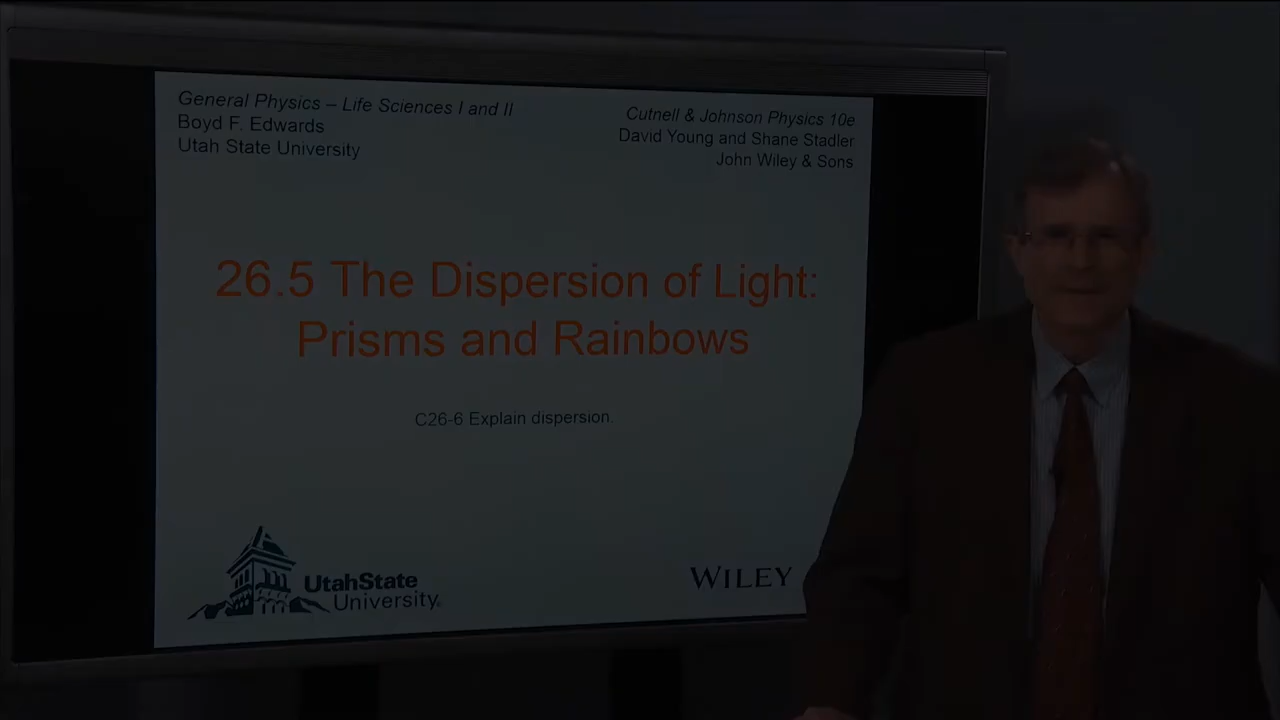 General Physics – Life Sciences I and II
Boyd F. Edwards
Utah State University
Cutnell & Johnson Physics 10e
David Young and Shane Stadler
John Wiley & Sons
26.5 The Dispersion of Light:
Prisms and Rainbows
C26-6 Explain dispersion.
UtahState
University®
WILEY